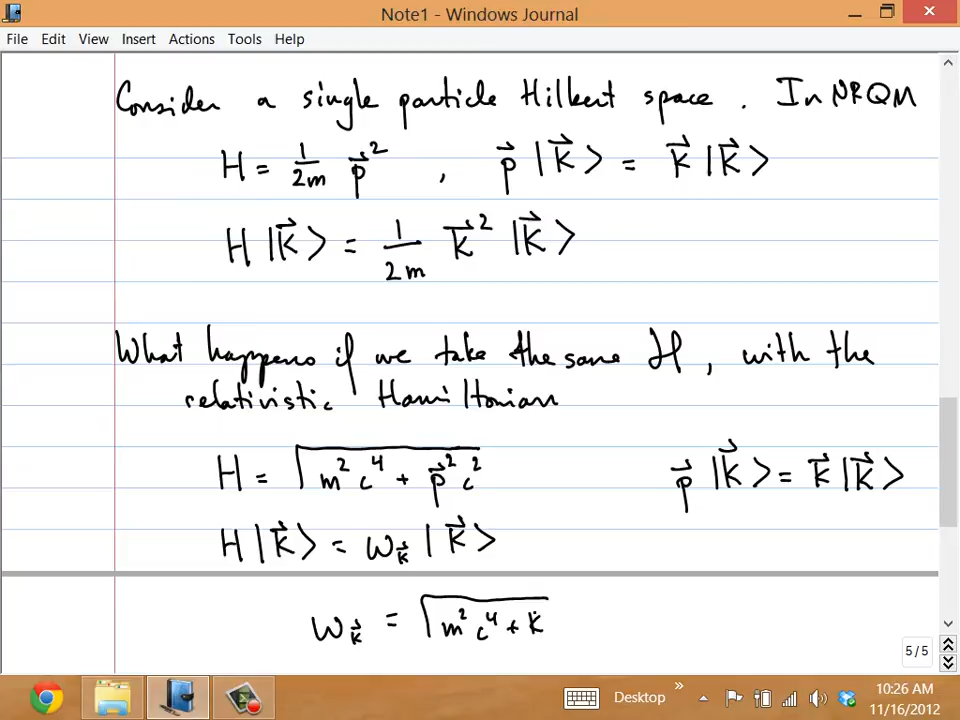 Note1 - Windows Journal
File Edit View Insert Actions Tools Help
Consider a single particle Hilbert space. In NRQM
H = 1/2m p⃗², p⃗ |k⃗⟩ = k⃗ |k⃗⟩
H |k⃗⟩ = 1/2m k⃗² |k⃗⟩
What happens if we take the same H, with the
relativistic Hamiltonian
H = √(m²c⁴ + p⃗²c²) p⃗ |k⃗⟩ = k⃗ |k⃗⟩
H |k⃗⟩ = ω_k⃗ |k⃗⟩
ω_k⃗ = √(m²c⁴ + k
5/5
Desktop
10:26 AM
11/16/2012